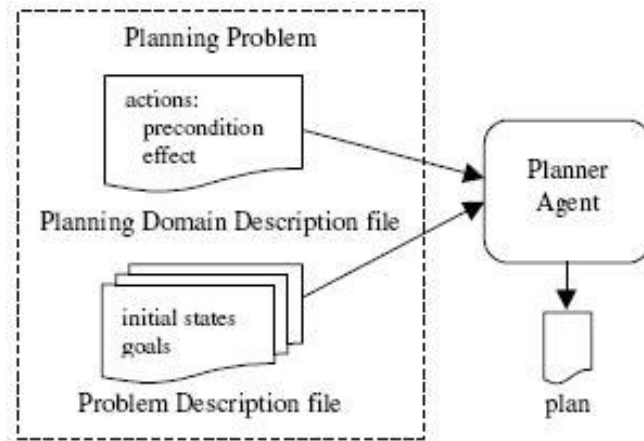 Planning Problem
actions:
precondition
effect
Planning Domain Description file
initial states
goals
Problem Description file
Planner
Agent
plan